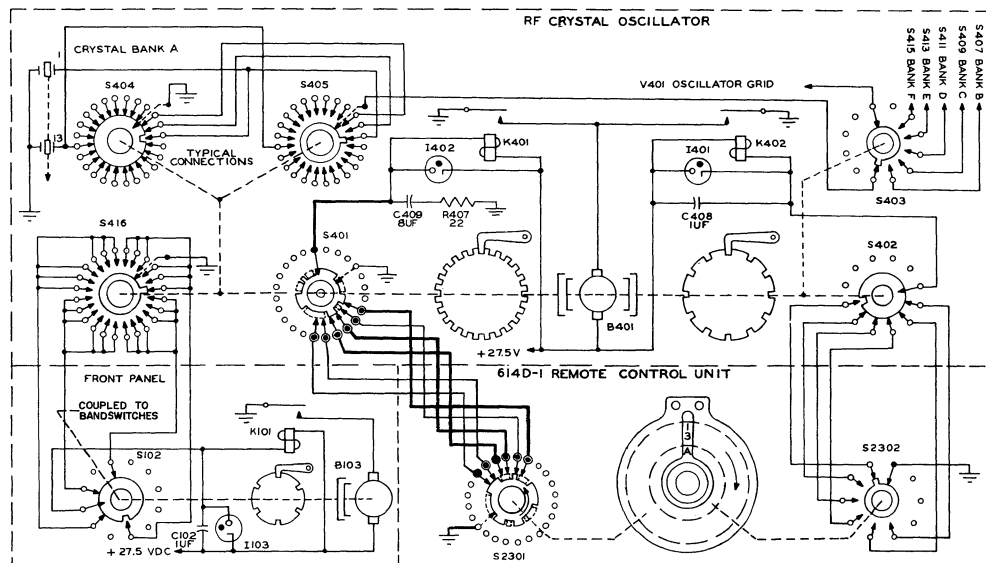 RF CRYSTAL OSCILLATOR
CRYSTAL BANK A
1
13
S404
S405
TYPICAL
CONNECTIONS
V401 OSCILLATOR GRID
S415 BANK F
S413 BANK E
S411 BANK D
S409 BANK C
S407 BANK B
K401
I402
I401
K402
S403
C409
8UF
R407
22
C408
1UF
S416
S401
S402
B401
+27.5V
FRONT PANEL
614D-1 REMOTE CONTROL UNIT
COUPLED TO
BANDSWITCHES
S102
K101
B103
C102
1UF
I103
+27.5 VDC
S2301
13
A
S2302